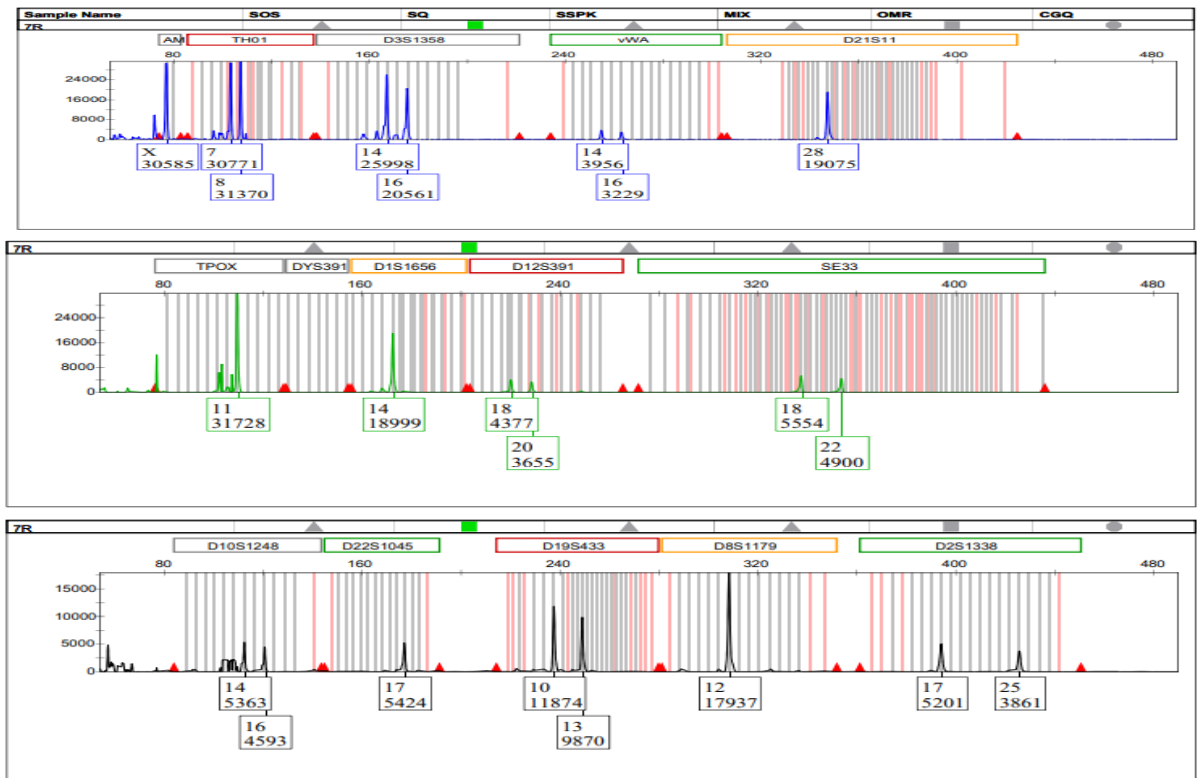 Sample Name SOS SQ SSPK MIX OMR CGQ
7R
AM TH01 D3S1358 vWA D21S11
80 160 240 320 400 480
24000
16000
8000
0
X 7 14 14 28
30585 30771 25998 3956 19075
8 16 16
31370 20561 3229
7R
TPOX DYS391 D1S1656 D12S391 SE33
80 160 240 320 400 480
24000
16000
8000
0
11 14 18 18
31728 18999 4377 5554
20 22
3655 4900
7R
D10S1248 D22S1045 D19S433 D8S1179 D2S1338
80 160 240 320 400 480
15000
10000
5000
0
14 17 10 12 17 25
5363 5424 11874 17937 5201 3861
16 13
4593 9870